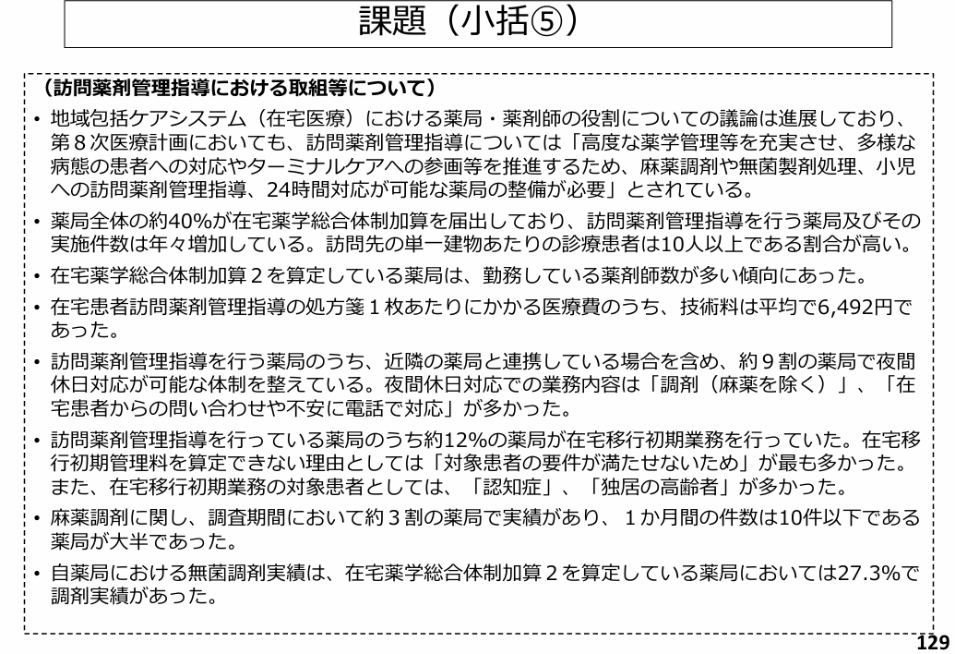 課題（小括⑤）
（訪問薬剤管理指導における取組等について）
• 地域包括ケアシステム（在宅医療）における薬局・薬剤師の役割についての議論は進展しており、
第８次医療計画においても、訪問薬剤管理指導については「高度な薬学管理等を充実させ、多様な
病態の患者への対応やターミナルケアへの参画等を推進するため、麻薬調剤や無菌製剤処理、小児
への訪問薬剤管理指導、24時間対応が可能な薬局の整備が必要」とされている。
• 薬局全体の約40%が在宅薬学総合体制加算を届出しており、訪問薬剤管理指導を行う薬局及びその
実施件数は年々増加している。訪問先の単一建物あたりの診療患者は10人以上である割合が高い。
• 在宅薬学総合体制加算２を算定している薬局は、勤務している薬剤師数が多い傾向にあった。
• 在宅患者訪問薬剤管理指導の処方箋１枚あたりにかかる医療費のうち、技術料は平均で6,492円で
あった。
• 訪問薬剤管理指導を行う薬局のうち、近隣の薬局と連携している場合を含め、約９割の薬局で夜間
休日対応が可能な体制を整えている。夜間休日対応での業務内容は「調剤（麻薬を除く）」、「在
宅患者からの問い合わせや不安に電話で対応」が多かった。
• 訪問薬剤管理指導を行っている薬局のうち約12%の薬局が在宅移行初期業務を行っていた。在宅移
行初期管理料を算定できない理由としては「対象患者の要件が満たせないため」が最も多かった。
また、在宅移行初期業務の対象患者としては、「認知症」、「独居の高齢者」が多かった。
• 麻薬調剤に関し、調査期間において約３割の薬局で実績があり、１か月間の件数は10件以下である
薬局が大半であった。
• 自薬局における無菌調剤実績は、在宅薬学総合体制加算２を算定している薬局においては27.3%で
調剤実績があった。
129